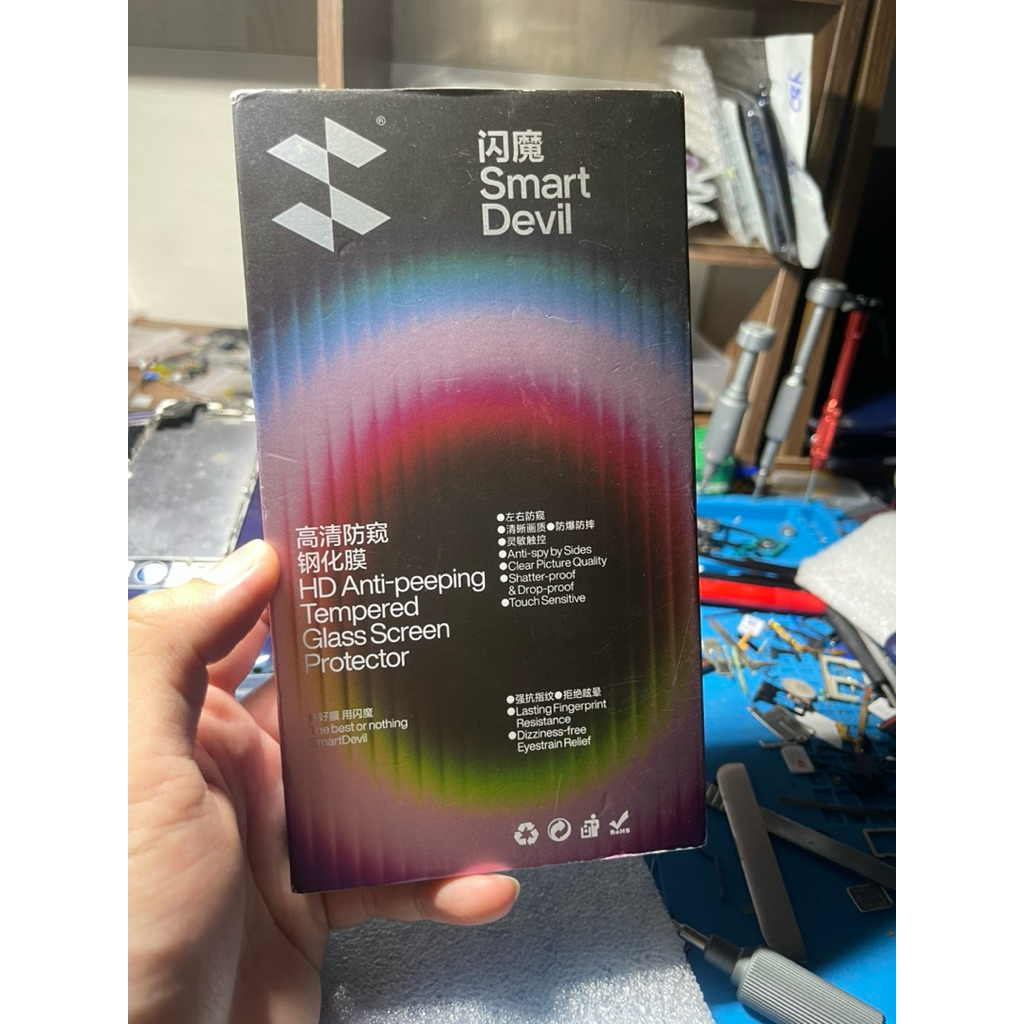 ®
闪魔
Smart
Devil
高清防窥
钢化膜
HD Anti-peeping
Tempered
Glass Screen
Protector
●左右防窥
●清晰画质●防爆防摔
●灵敏触控
●Anti-spy by Sides
●Clear Picture Quality
●Shatter-proof
& Drop-proof
●Touch Sensitive
好膜 用闪魔
The best or nothing
SmartDevil
●强抗指纹●拒绝眩晕
●Lasting Fingerprint
Resistance
●Dizziness-free
Eyestrain Relief
RoHS